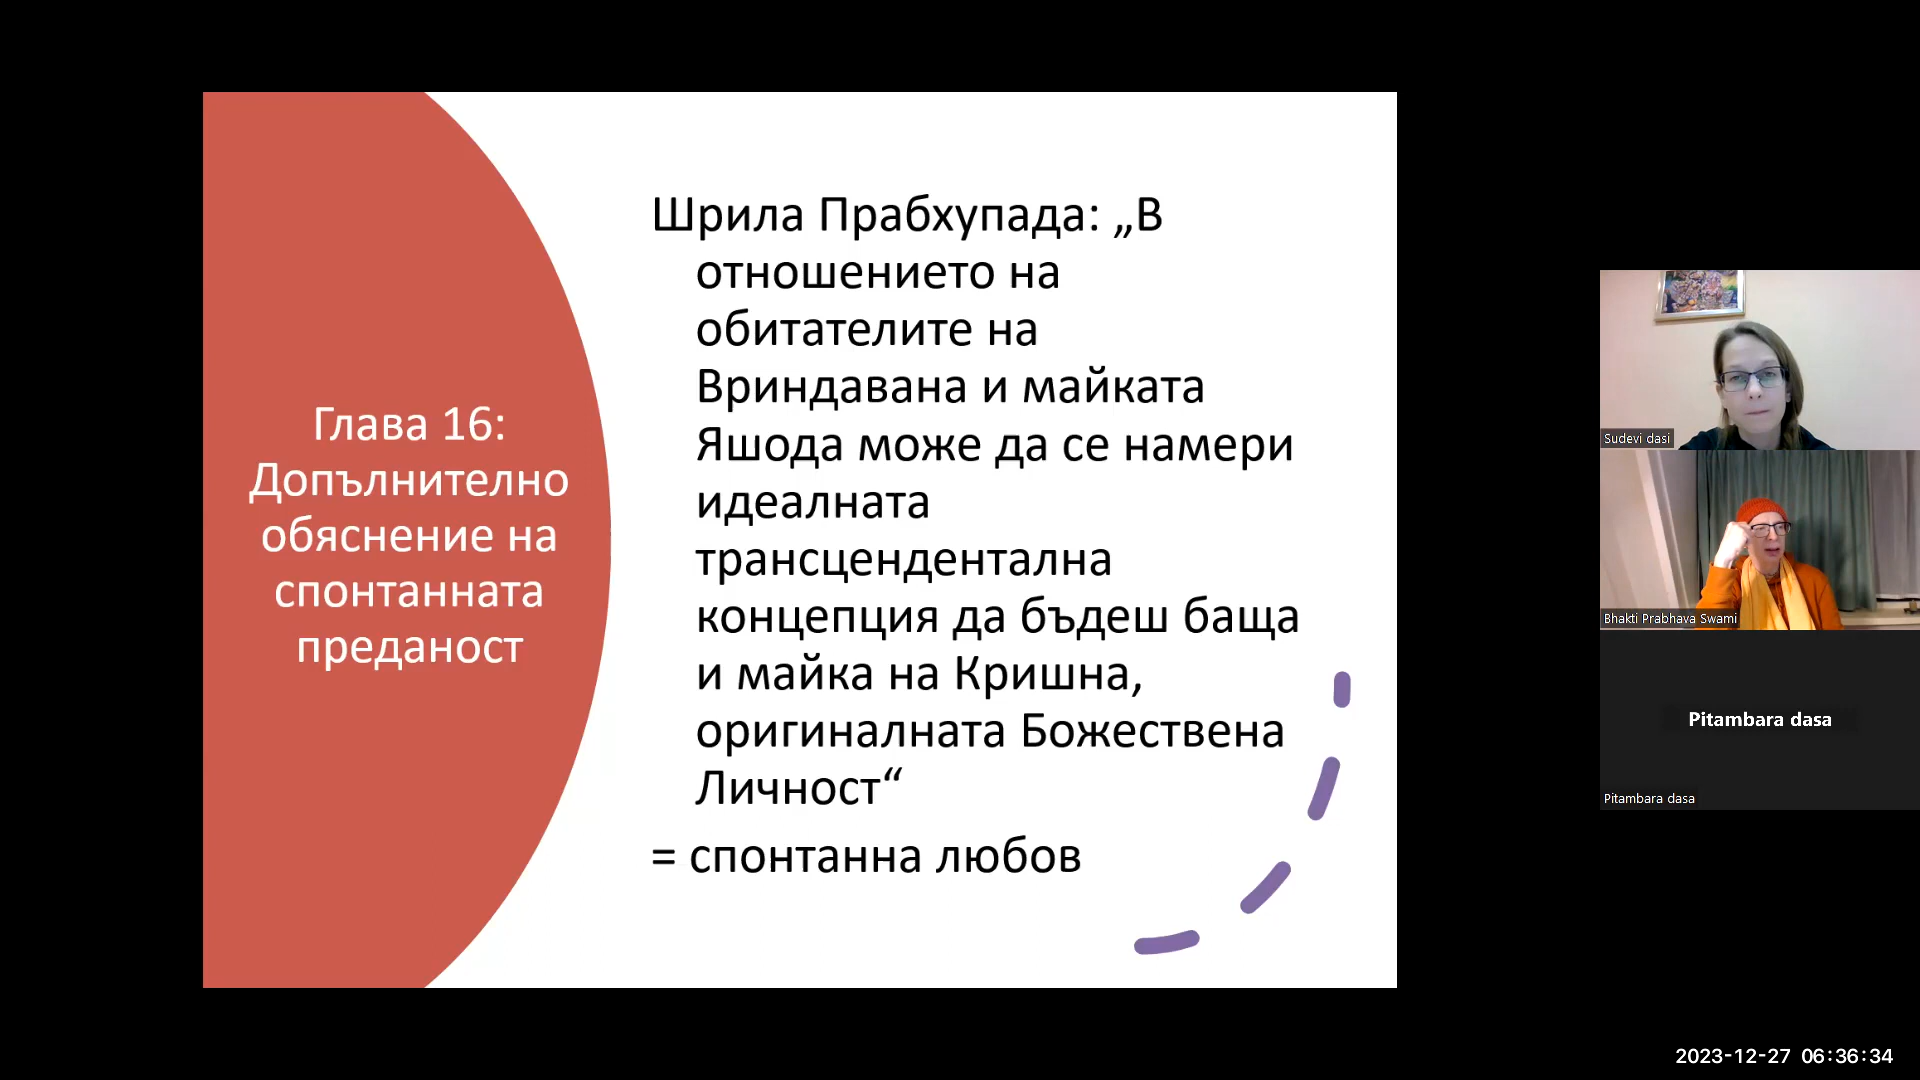 Глава 16:
Допълнително
обяснение на
спонтанната
преданост
Шрила Прабхупада: „В
отношението на
обитателите на
Вриндавана и майката
Яшода може да се намери
идеалната
трансцендентална
концепция да бъдеш баща
и майка на Кришна,
оригиналната Божествена
Личност“
= спонтанна любов
Sudevi dasi
Bhakti Prabhava Swami
Pitambara dasa
Pitambara dasa
2023-12-27 06:36:34